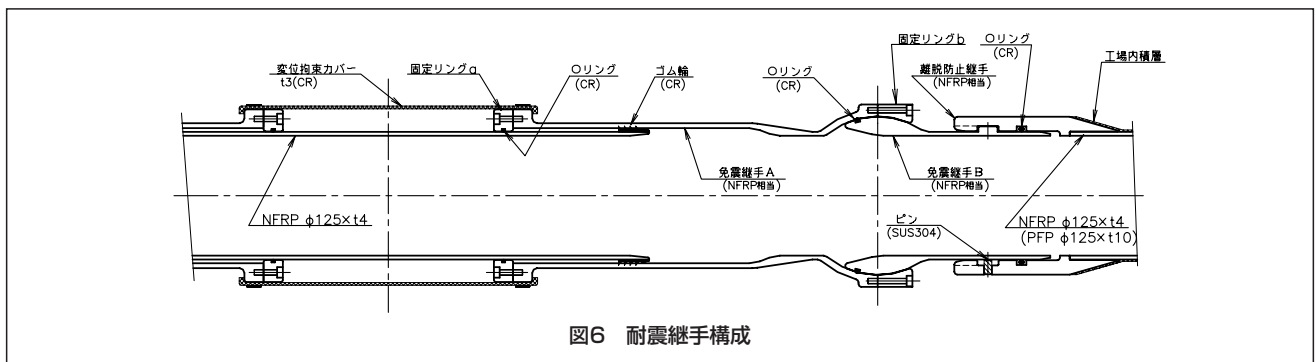 変位拘束カバー
t3(CR)
固定リングa
Oリング
(CR)
ゴム輪
(CR)
Oリング
(CR)
固定リングb
離脱防止継手
(NFRP相当)
Oリング
(CR)
工場内積層
免震継手A
(NFRP相当)
免震継手B
(NFRP相当)
NFRP φ125×t4
ピン
(SUS304)
NFRP φ125×t4
(PFP φ125×t10)
図6 耐震継手構成